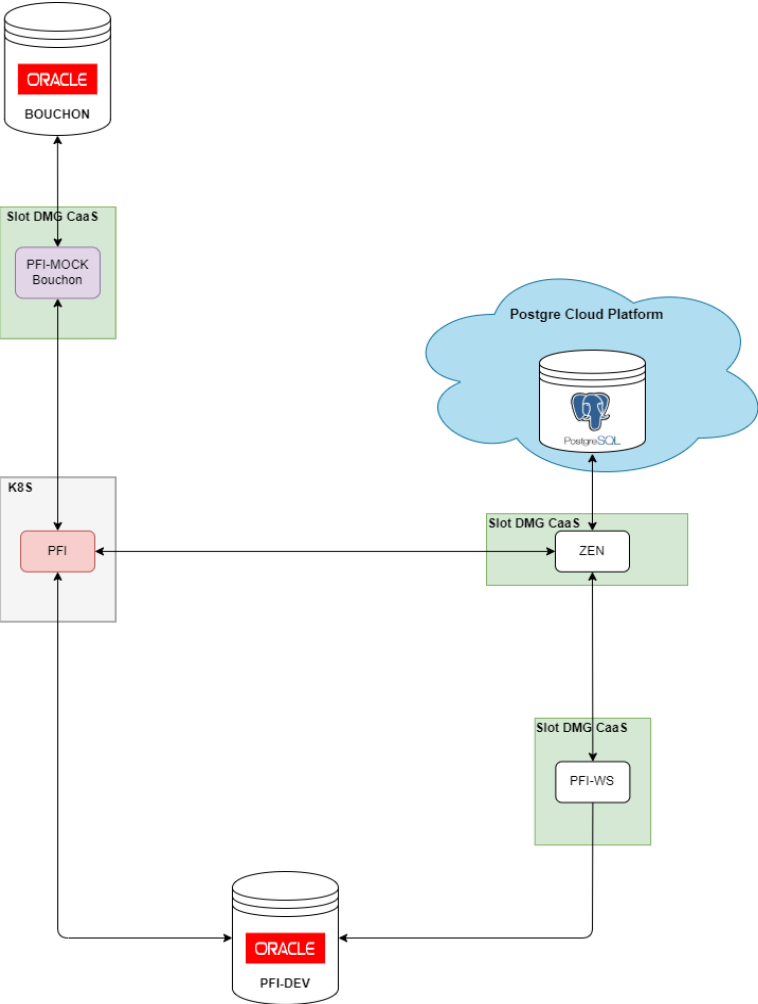 ORACLE
BOUCHON
Slot DMG CaaS
PFI-MOCK
Bouchon
Postgre Cloud Platform
PostgreSQL
K8S
PFI
Slot DMG CaaS
ZEN
Slot DMG CaaS
PFI-WS
ORACLE
PFI-DEV